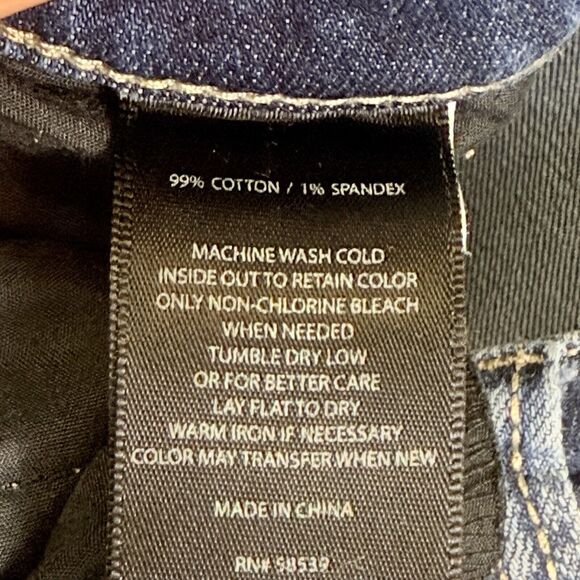 99% COTTON / 1% SPANDEX
MACHINE WASH COLD
INSIDE OUT TO RETAIN COLOR
ONLY NON-CHLORINE BLEACH
WHEN NEEDED
TUMBLE DRY LOW
OR FOR BETTER CARE
LAY FLAT TO DRY
WARM IRON IF NECESSARY
COLOR MAY TRANSFER WHEN NEW
MADE IN CHINA
RN# 58539